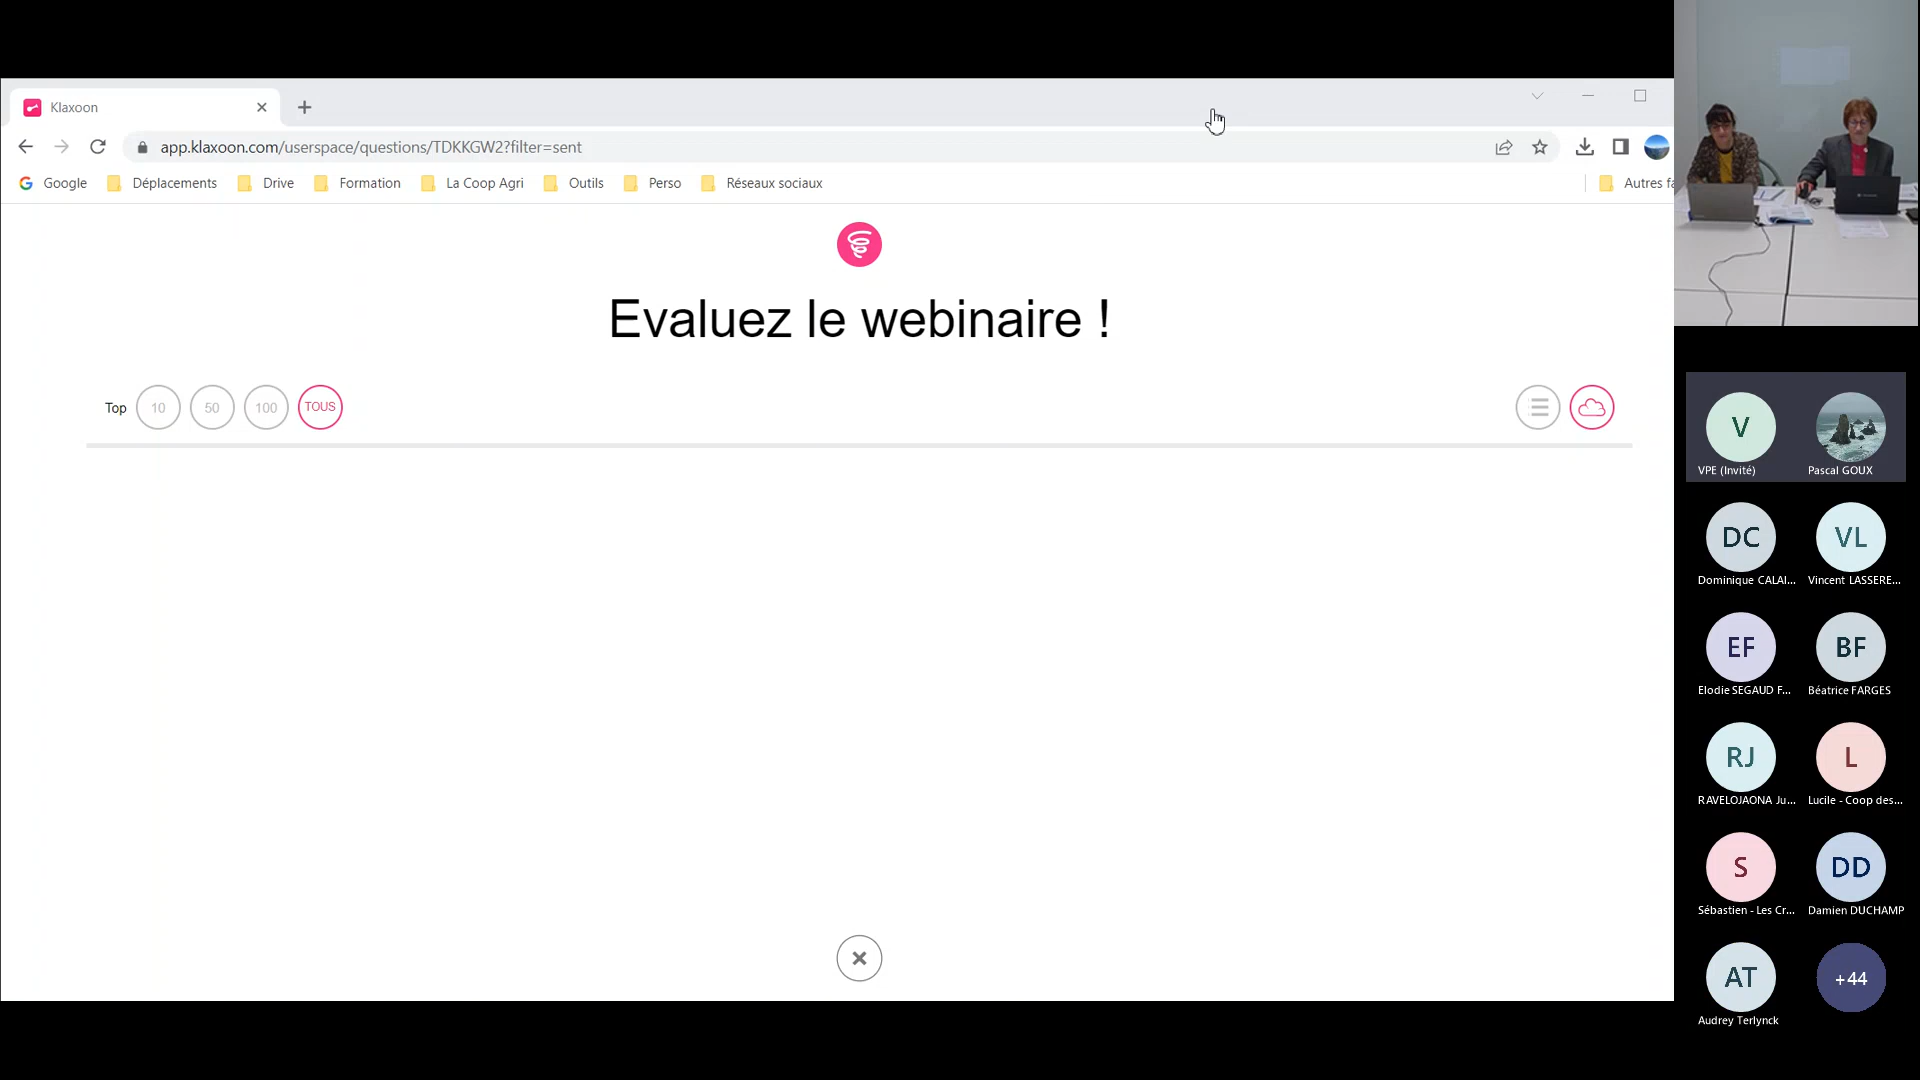 Klaxoon
app.klaxoon.com/userspace/questions/TDKKGW2?filter=sent
Google Déplacements Drive Formation La Coop Agri Outils Perso Réseaux sociaux Autres fa
Evaluez le webinaire !
Top 10 50 100 TOUS
V
VPE (Invité) Pascal GOUX
DC VL
Dominique CALAI... Vincent LASSERE...
EF BF
Elodie SEGAUD F... Béatrice FARGES
RJ L
RAVELOJAONA Ju... Lucile - Coop des...
S DD
Sébastien - Les Cr... Damien DUCHAMP
AT +44
Audrey Terlynck